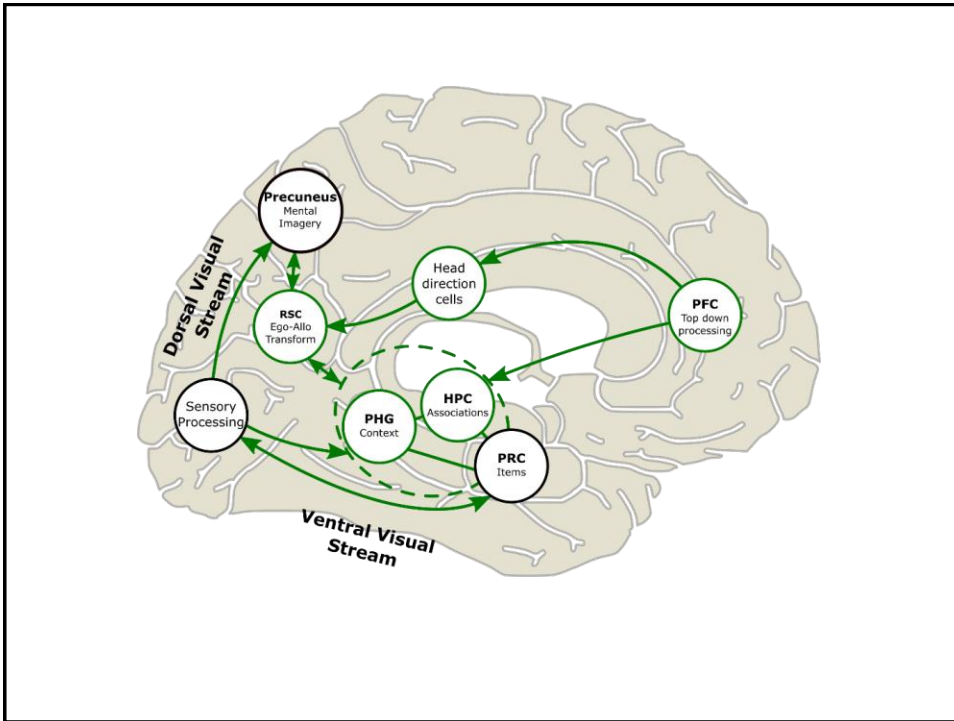 Precuneus
Mental
Imagery
Dorsal Visual
Stream
Head
direction
cells
RSC
Ego-Allo
Transform
PFC
Top down
processing
Sensory
Processing
PHG
Context
HPC
Associations
PRC
Items
Ventral Visual
Stream